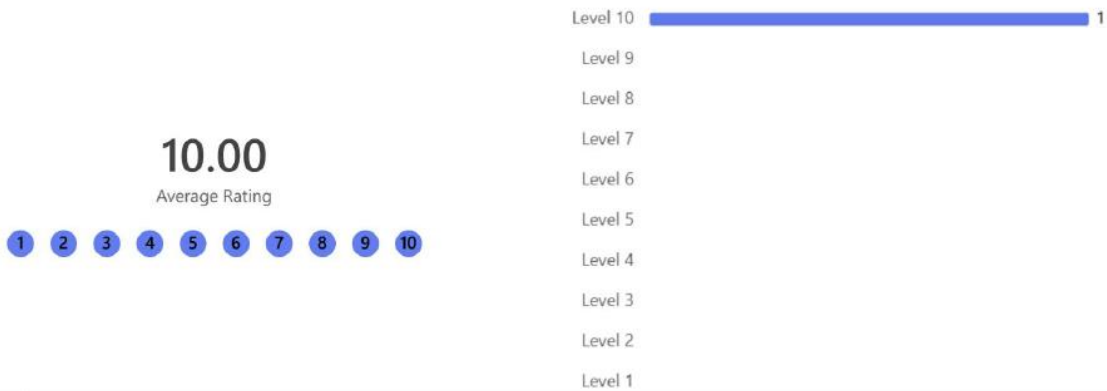 10.00
Average Rating
1 2 3 4 5 6 7 8 9 10
Level 10 1
Level 9
Level 8
Level 7
Level 6
Level 5
Level 4
Level 3
Level 2
Level 1